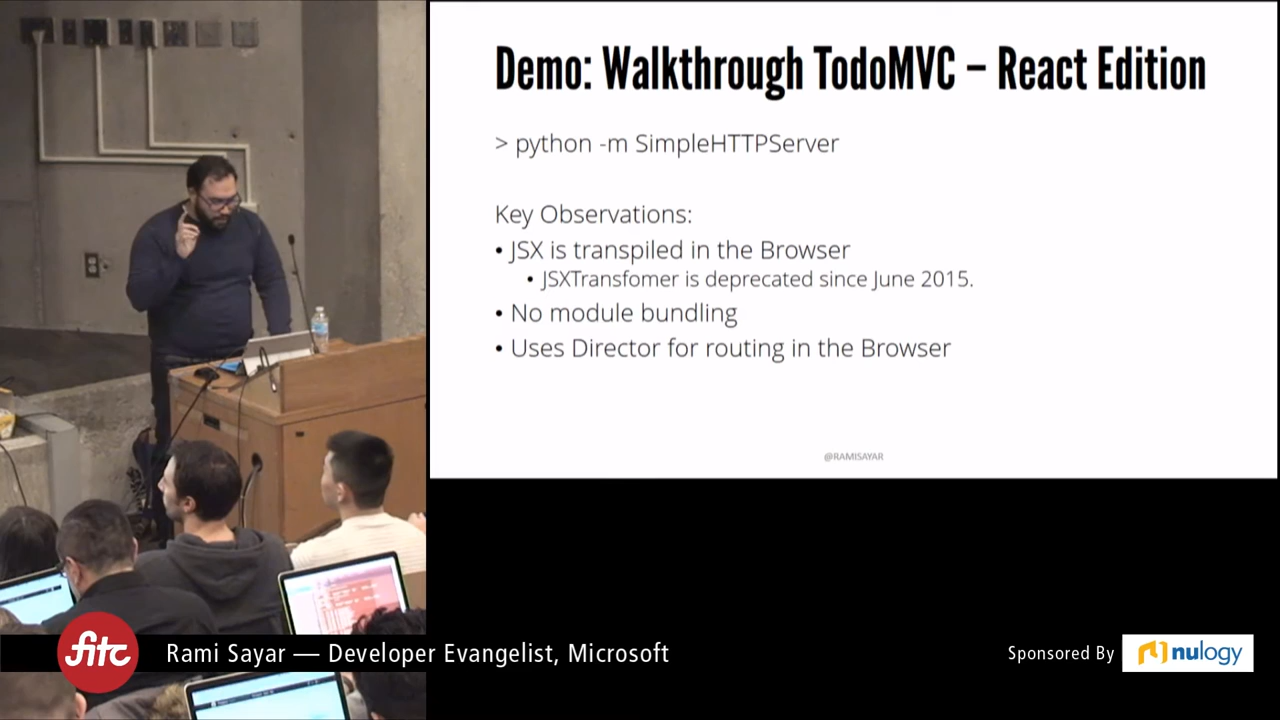 Demo: Walkthrough TodoMVC – React Edition
> python -m SimpleHTTPServer
Key Observations:
• JSX is transpiled in the Browser
• JSXTransfomer is deprecated since June 2015.
• No module bundling
• Uses Director for routing in the Browser
@RAMISAYAR
fitc
Rami Sayar — Developer Evangelist, Microsoft
Sponsored By
nulogy